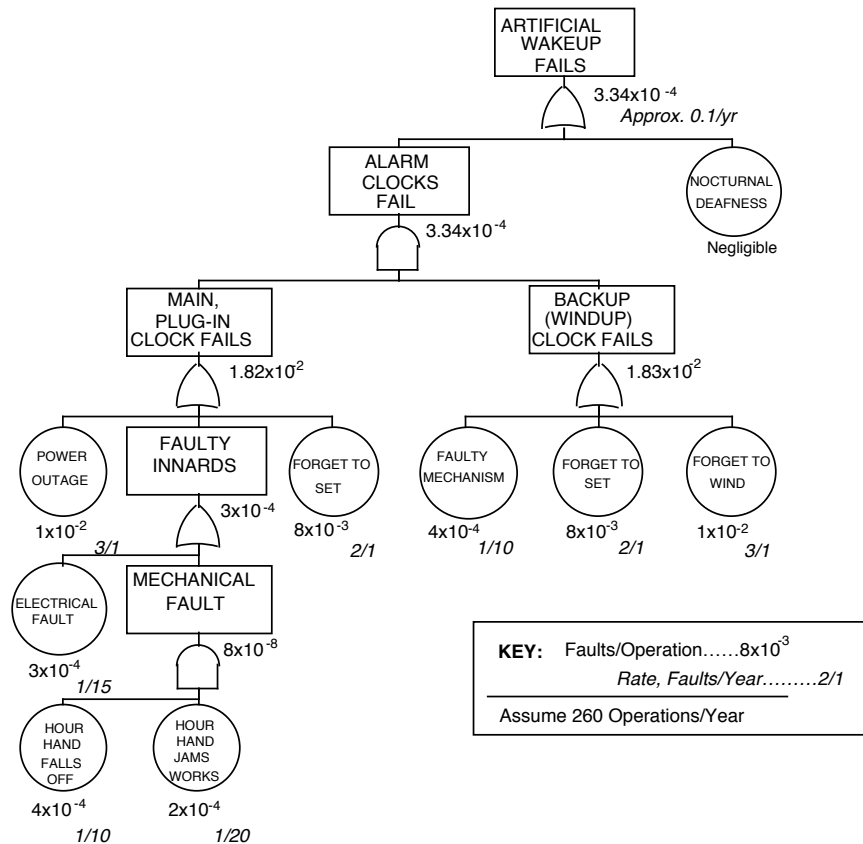 ARTIFICIAL
WAKEUP
FAILS
3.34x10 -4
Approx. 0.1/yr
ALARM
CLOCKS
FAIL
3.34x10 -4
NOCTURNAL
DEAFNESS
Negligible
MAIN,
PLUG-IN
CLOCK FAILS
1.82x10 -2
BACKUP
(WINDUP)
CLOCK FAILS
1.83x10 -2
POWER
OUTAGE
1x10 -2
3/1
FAULTY
INNARDS
3x10 -4
FORGET TO
SET
8x10 -3
2/1
FAULTY
MECHANISM
4x10 -4
1/10
FORGET TO
SET
8x10 -3
2/1
FORGET TO
WIND
1x10 -2
3/1
ELECTRICAL
FAULT
3x10 -4
1/15
MECHANICAL
FAULT
8x10 -8
HOUR
HAND
FALLS
OFF
4x10 -4
1/10
HOUR
HAND
JAMS
WORKS
2x10 -4
1/20
KEY: Faults/Operation......8x10 -3
Rate, Faults/Year.........2/1
Assume 260 Operations/Year